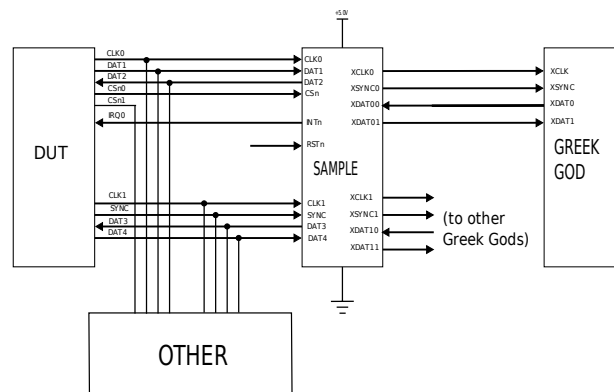 +5.0V
CLK0
DAT1
DAT2
CSn0
CSn1
IRQ0
DUT
CLK1
SYNC
DAT3
DAT4
CLK0
DAT1
DAT2
CSn
INTn
RSTn
SAMPLE
CLK1
SYNC
DAT3
DAT4
XCLK0
XSYNC0
XDAT00
XDAT01
XCLK1
XSYNC1
XDAT10
XDAT11
XCLK
XSYNC
XDAT0
XDAT1
GREEK
GOD
(to other
Greek Gods)
OTHER